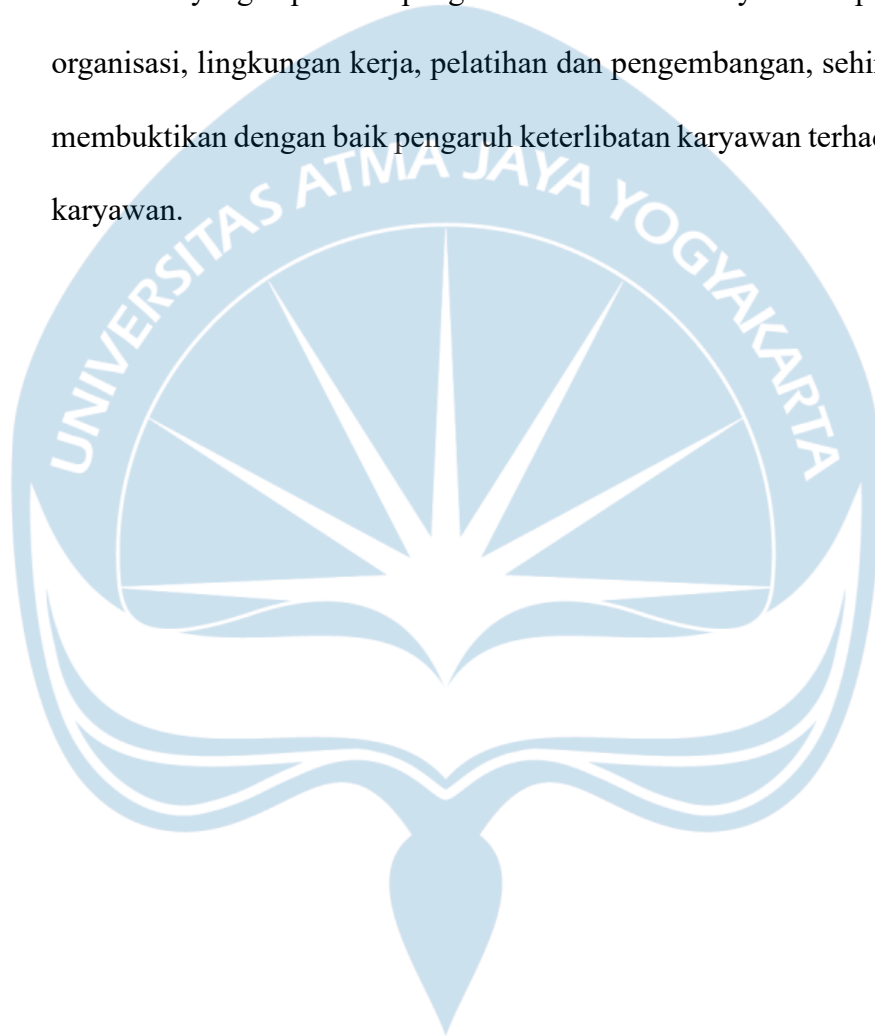 organisasi, lingkungan kerja, pelatihan dan pengembangan,
membuktikan dengan baik pengaruh keterlibatan karyawan
karyawan.
UNIVERSITAS ATMA JAYA YOGYAKARTA